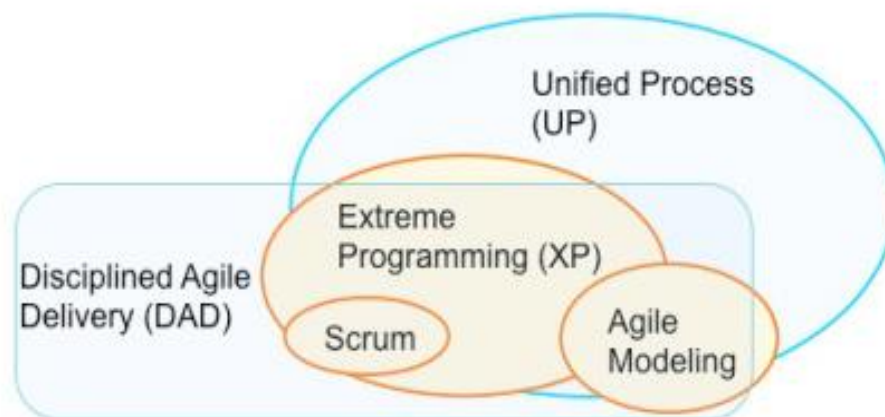 Unified Process
(UP)
Extreme
Programming (XP)
Disciplined Agile
Delivery (DAD)
Scrum
Agile
Modeling